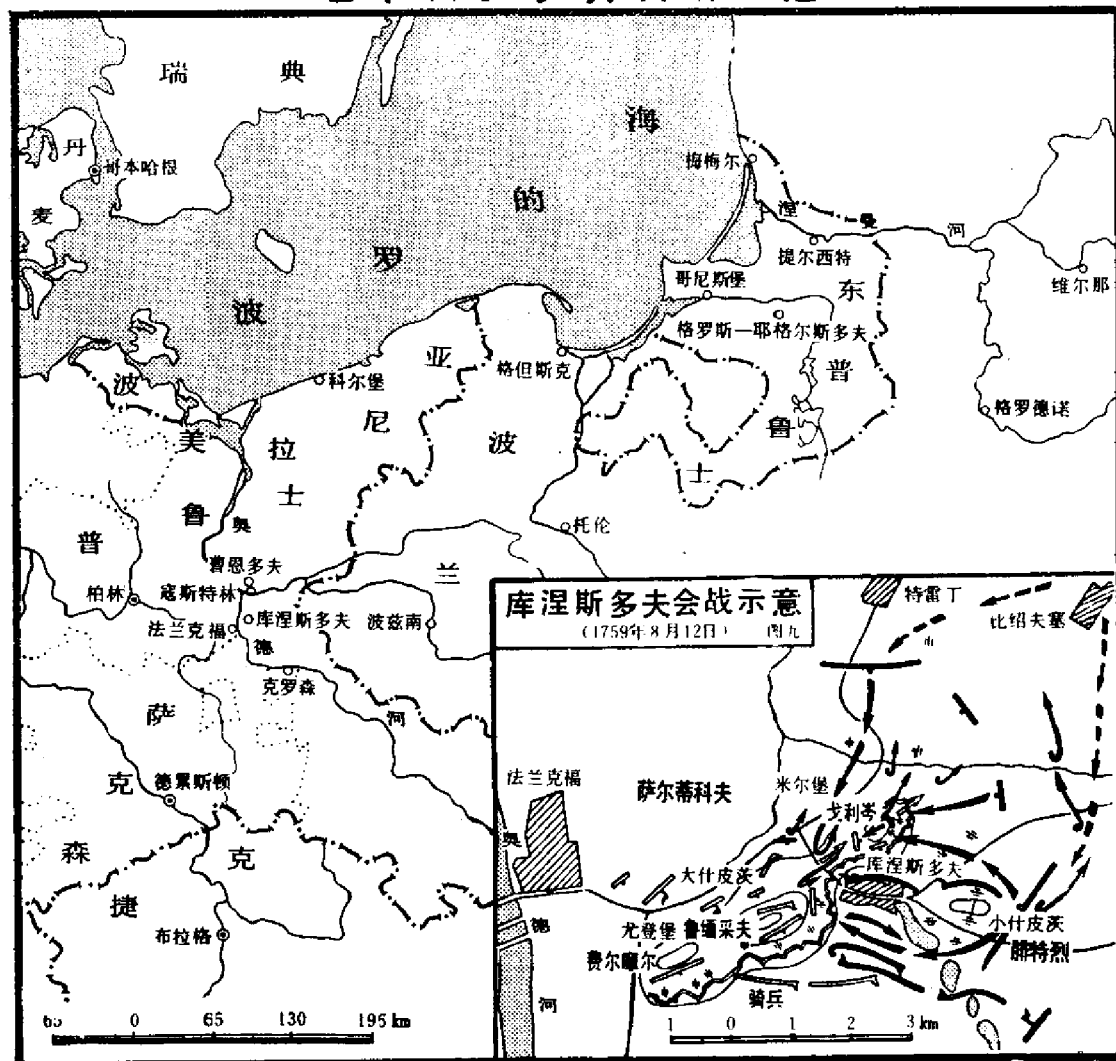 瑞典
丹麦
哥本哈根
波罗的海
梅梅尔
涅曼河
提尔西特
维尔那
哥尼斯堡
东普鲁士
格罗斯—耶格尔斯多夫
格罗德诺
格但斯克
科尔堡
波美拉尼亚
普鲁士
波兰
托伦
奥德河
曹恩多夫
柏林
寇斯特林
库涅斯多夫
波兹南
法兰克福
克罗森
萨克森
德累斯顿
捷克
布拉格
65 0 65 130 195 km
库涅斯多夫会战示意
(1759年8月12日) 图九
特雷丁
比绍夫塞
法兰克福
萨尔蒂科夫
米尔堡
戈利岑
大什皮茨
库涅斯多夫
小什皮茨
尤登堡
鲁缅采夫
腓特烈
费尔摩尔
骑兵
奥德河
1 0 1 2 3 km